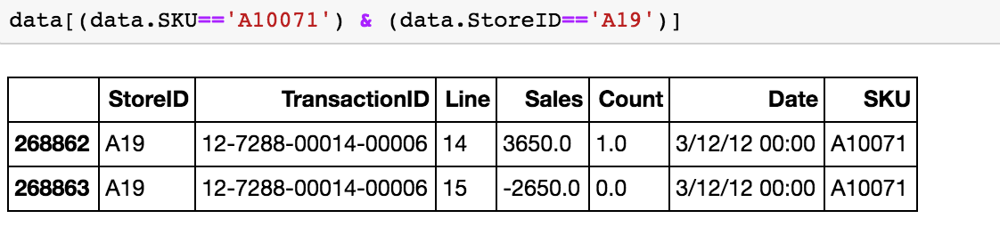 data[(data.SKU=='A10071') & (data.StoreID=='A19')]
StoreID TransactionID Line Sales Count Date SKU
268862 A19 12-7288-00014-00006 14 3650.0 1.0 3/12/12 00:00 A10071
268863 A19 12-7288-00014-00006 15 -2650.0 0.0 3/12/12 00:00 A10071